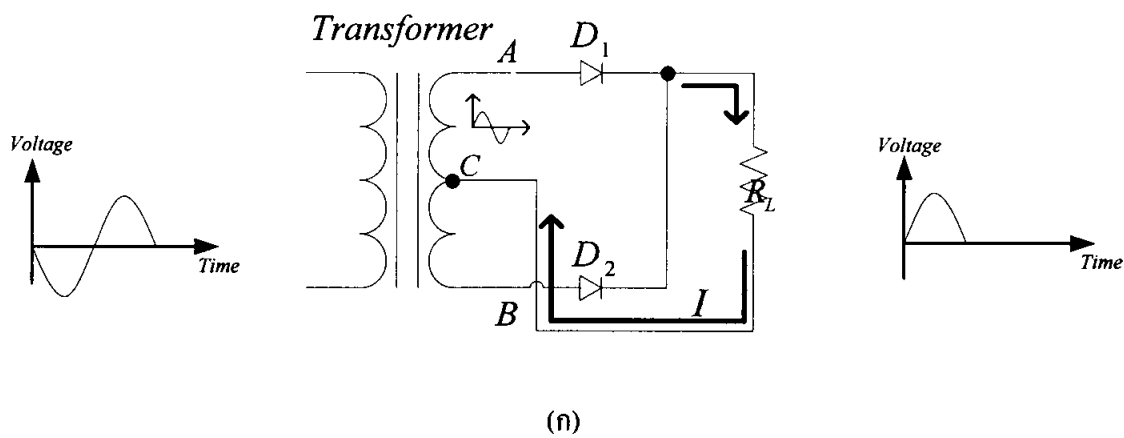 Transformer
A
D1
Voltage
Time
C
RL
D2
B
I
Voltage
Time
(ก)